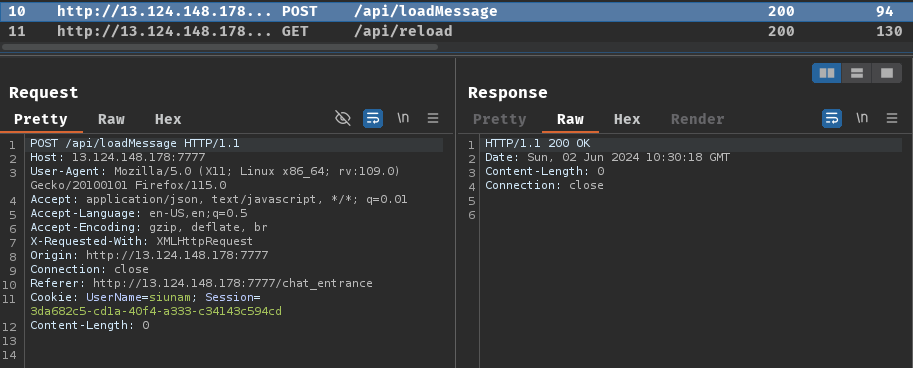 10 http://13.124.148.178... POST /api/loadMessage 200 94
11 http://13.124.148.178... GET /api/reload 200 130
Request
Pretty Raw Hex \n
1 POST /api/loadMessage HTTP/1.1
2 Host: 13.124.148.178:7777
3 User-Agent: Mozilla/5.0 (X11; Linux x86_64; rv:109.0)
Gecko/20100101 Firefox/115.0
4 Accept: application/json, text/javascript, */*; q=0.01
5 Accept-Language: en-US,en;q=0.5
6 Accept-Encoding: gzip, deflate, br
7 X-Requested-With: XMLHttpRequest
8 Origin: http://13.124.148.178:7777
9 Connection: close
10 Referer: http://13.124.148.178:7777/chat_entrance
11 Cookie: UserName=siunam; Session=
3da682c5-cd1a-40f4-a333-c34143c594cd
12 Content-Length: 0
13
14
Response
Pretty Raw Hex Render \n
1 HTTP/1.1 200 OK
2 Date: Sun, 02 Jun 2024 10:30:18 GMT
3 Content-Length: 0
4 Connection: close
5
6